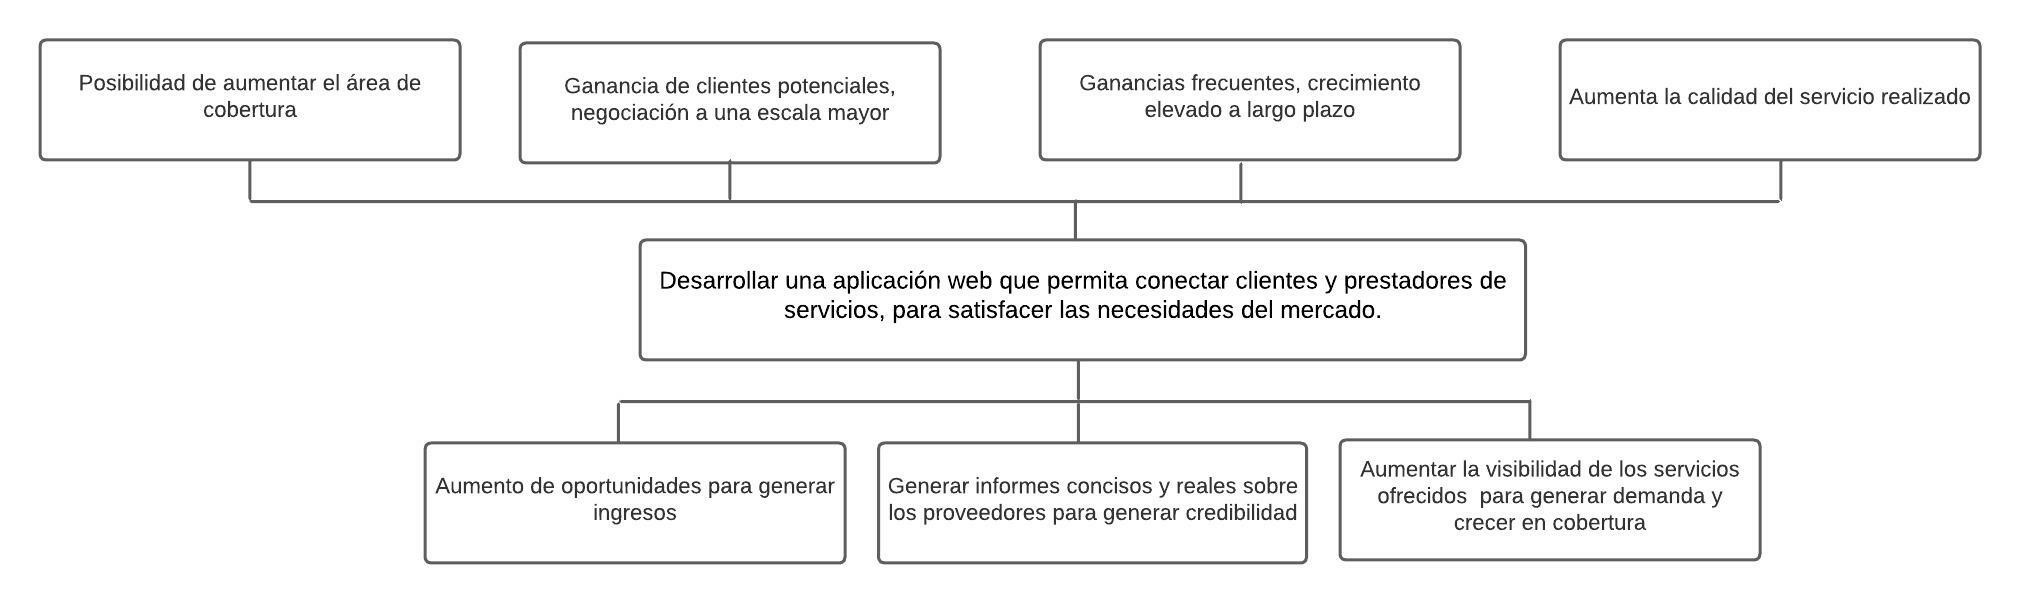 Posibilidad de aumentar el área de
cobertura
Ganancia de clientes potenciales,
negociación a una escala mayor
Ganancias frecuentes, crecimiento
elevado a largo plazo
Aumenta la calidad del servicio realizado
Desarrollar una aplicación web que permita conectar clientes y prestadores de
servicios, para satisfacer las necesidades del mercado.
Aumento de oportunidades para generar
ingresos
Generar informes concisos y reales sobre
los proveedores para generar credibilidad
Aumentar la visibilidad de los servicios
ofrecidos  para generar demanda y
crecer en cobertura